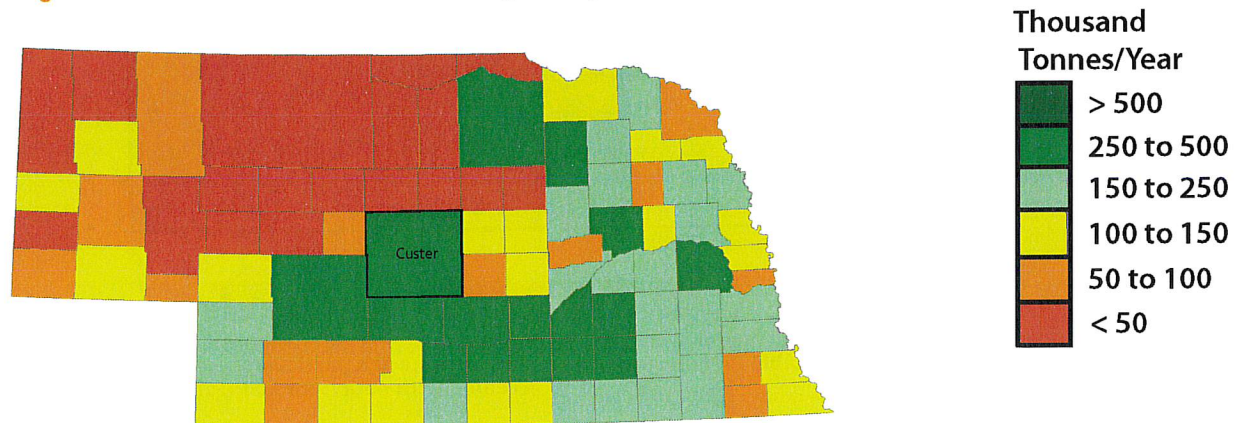 Thousand
Tonnes/Year
> 500
250 to 500
150 to 250
100 to 150
50 to 100
< 50
Custer